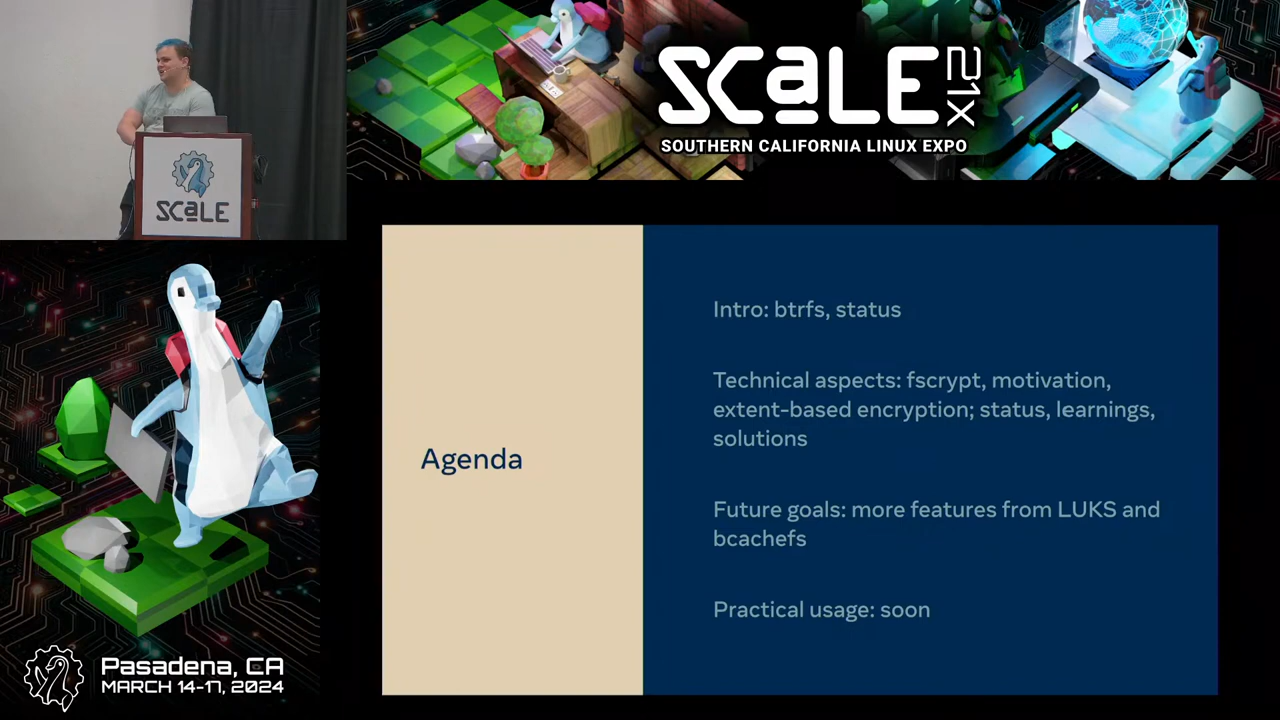 SCALE
SCALE 21X
SOUTHERN CALIFORNIA LINUX EXPO
Agenda
Intro: btrfs, status
Technical aspects: fscrypt, motivation,
extent-based encryption; status, learnings,
solutions
Future goals: more features from LUKS and
bcachefs
Practical usage: soon
Pasadena, CA
MARCH 14-17, 2024